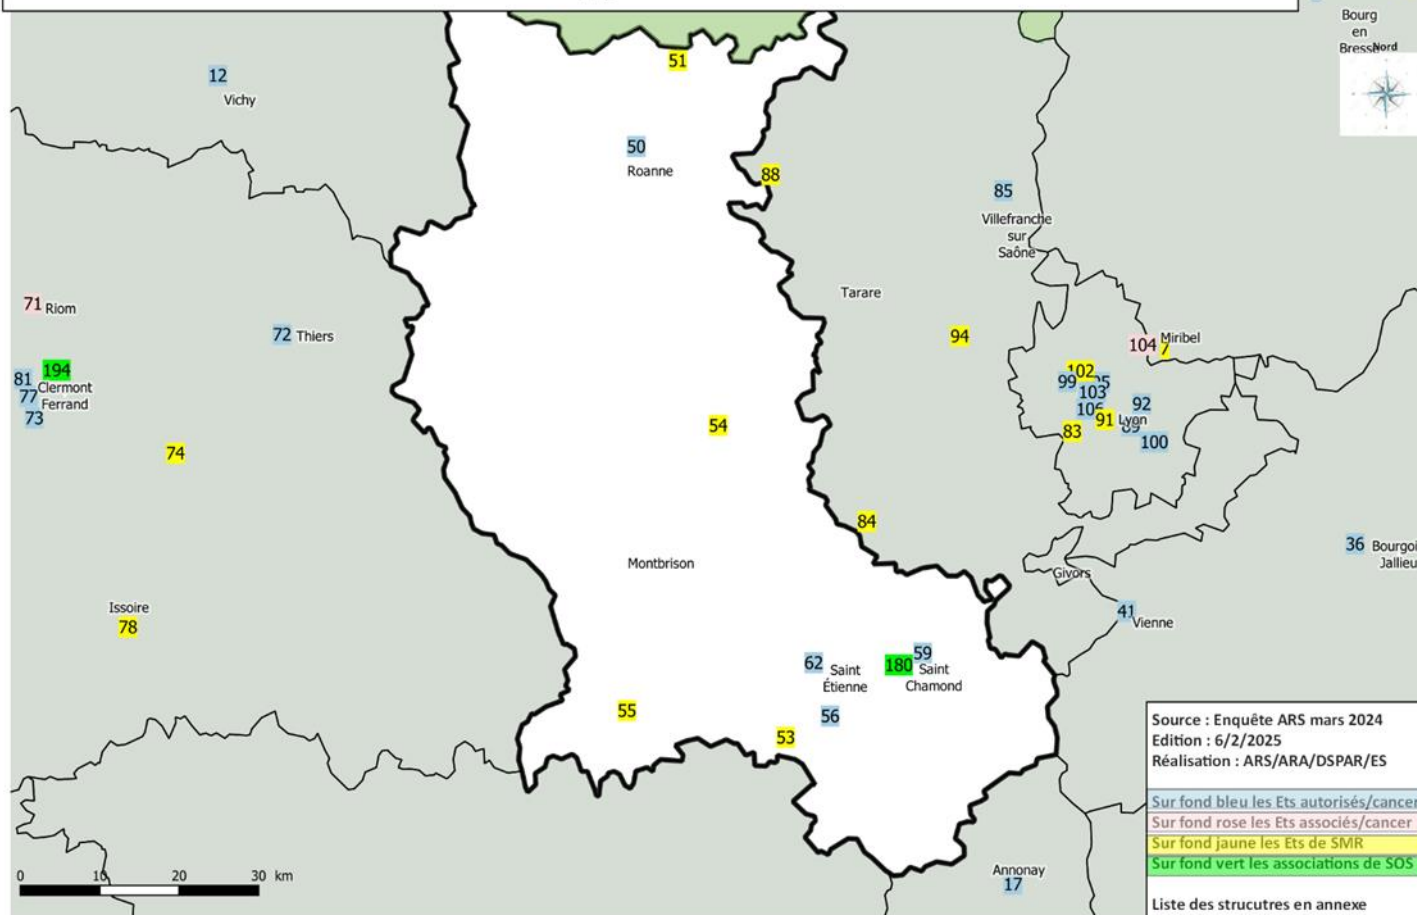 Bourg
en
Bresse
Nord
12
Vichy
51
50
Roanne
88
85
Villefranche
sur
Saône
71 Riom
72 Thiers
Tarare
94
104 Miribel
7
194
81
Clermont
77
Ferrand
73
102
99
103
106
92
91 Lyon
83
89
100
54
74
84
36 Bourgoi
Jallieu
Montbrison
Givors
Issoire
78
41
Vienne
62 Saint
Étienne
180
59
Saint
Chamond
55
56
53
Source : Enquête ARS mars 2024
Edition : 6/2/2025
Réalisation : ARS/ARA/DSPAR/ES
Sur fond bleu les Ets autorisés/cancer
Sur fond rose les Ets associés/cancer
Sur fond jaune les Ets de SMR
Sur fond vert les associations de SOS
Liste des strucutres en annexe
Annonay
17
0 10 20 30 km